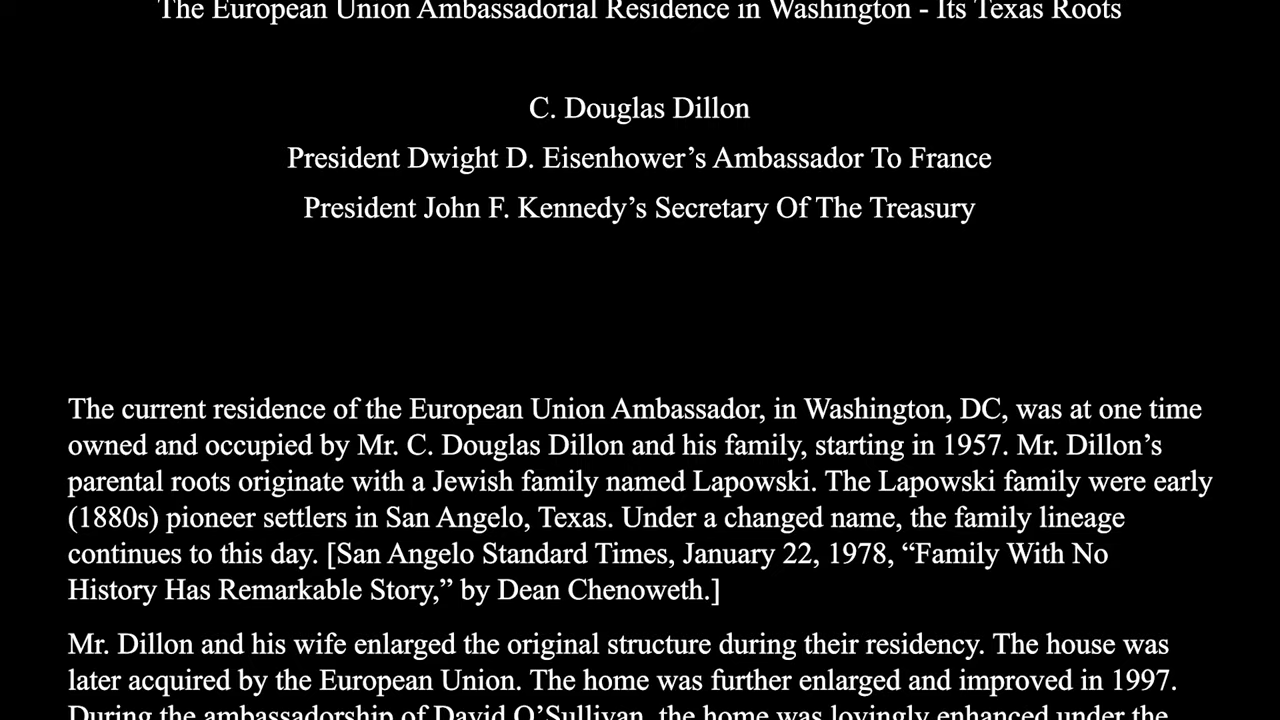 The European Union Ambassadorial Residence in Washington - Its Texas Roots
C. Douglas Dillon
President Dwight D. Eisenhower’s Ambassador To France
President John F. Kennedy’s Secretary Of The Treasury
The current residence of the European Union Ambassador, in Washington, DC, was at one time
owned and occupied by Mr. C. Douglas Dillon and his family, starting in 1957. Mr. Dillon’s
parental roots originate with a Jewish family named Lapowski. The Lapowski family were early
(1880s) pioneer settlers in San Angelo, Texas. Under a changed name, the family lineage
continues to this day. [San Angelo Standard Times, January 22, 1978, “Family With No
History Has Remarkable Story,” by Dean Chenoweth.]
Mr. Dillon and his wife enlarged the original structure during their residency. The house was
later acquired by the European Union. The home was further enlarged and improved in 1997.
During the ambassadorship of David O’Sullivan, the home was lovingly enhanced under the